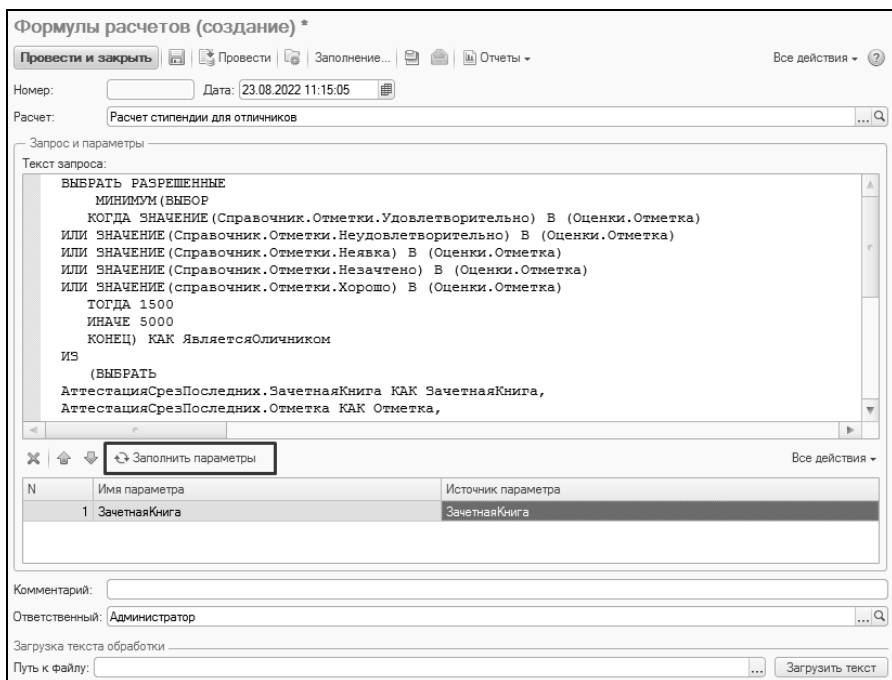 Формулы расчетов (создание) *
Провести и закрыть Провести Заполнение... Отчеты Все действия ?
Номер: Дата: 23.08.2022 11:15:05
Расчет: Расчет стипендии для отличников ...
Запрос и параметры
Текст запроса:
ВЫБРАТЬ РАЗРЕШЕННЫЕ
МИНИМУМ(ВЫБОР
КОГДА ЗНАЧЕНИЕ(Справочник.Отметки.Удовлетворительно) В (Оценки.Отметка)
ИЛИ ЗНАЧЕНИЕ(Справочник.Отметки.Неудовлетворительно) В (Оценки.Отметка)
ИЛИ ЗНАЧЕНИЕ(Справочник.Отметки.Неявка) В (Оценки.Отметка)
ИЛИ ЗНАЧЕНИЕ(Справочник.Отметки.Незачтено) В (Оценки.Отметка)
ИЛИ ЗНАЧЕНИЕ(справочник.Отметки.Хорошо) В (Оценки.Отметка)
ТОГДА 1500
ИНАЧЕ 5000
КОНЕЦ) КАК ЯвляетсяОличником
ИЗ
(ВЫБРАТЬ
АттестацияСрезПоследних.ЗачетнаяКнига КАК ЗачетнаяКнига,
АттестацияСрезПоследних.Отметка КАК Отметка,
Заполнить параметры Все действия
N Имя параметра Источник параметра
1 ЗачетнаяКнига ЗачетнаяКнига
Комментарий:
Ответственный: Администратор ...
Загрузка текста обработки
Путь к файлу: ... Загрузить текст